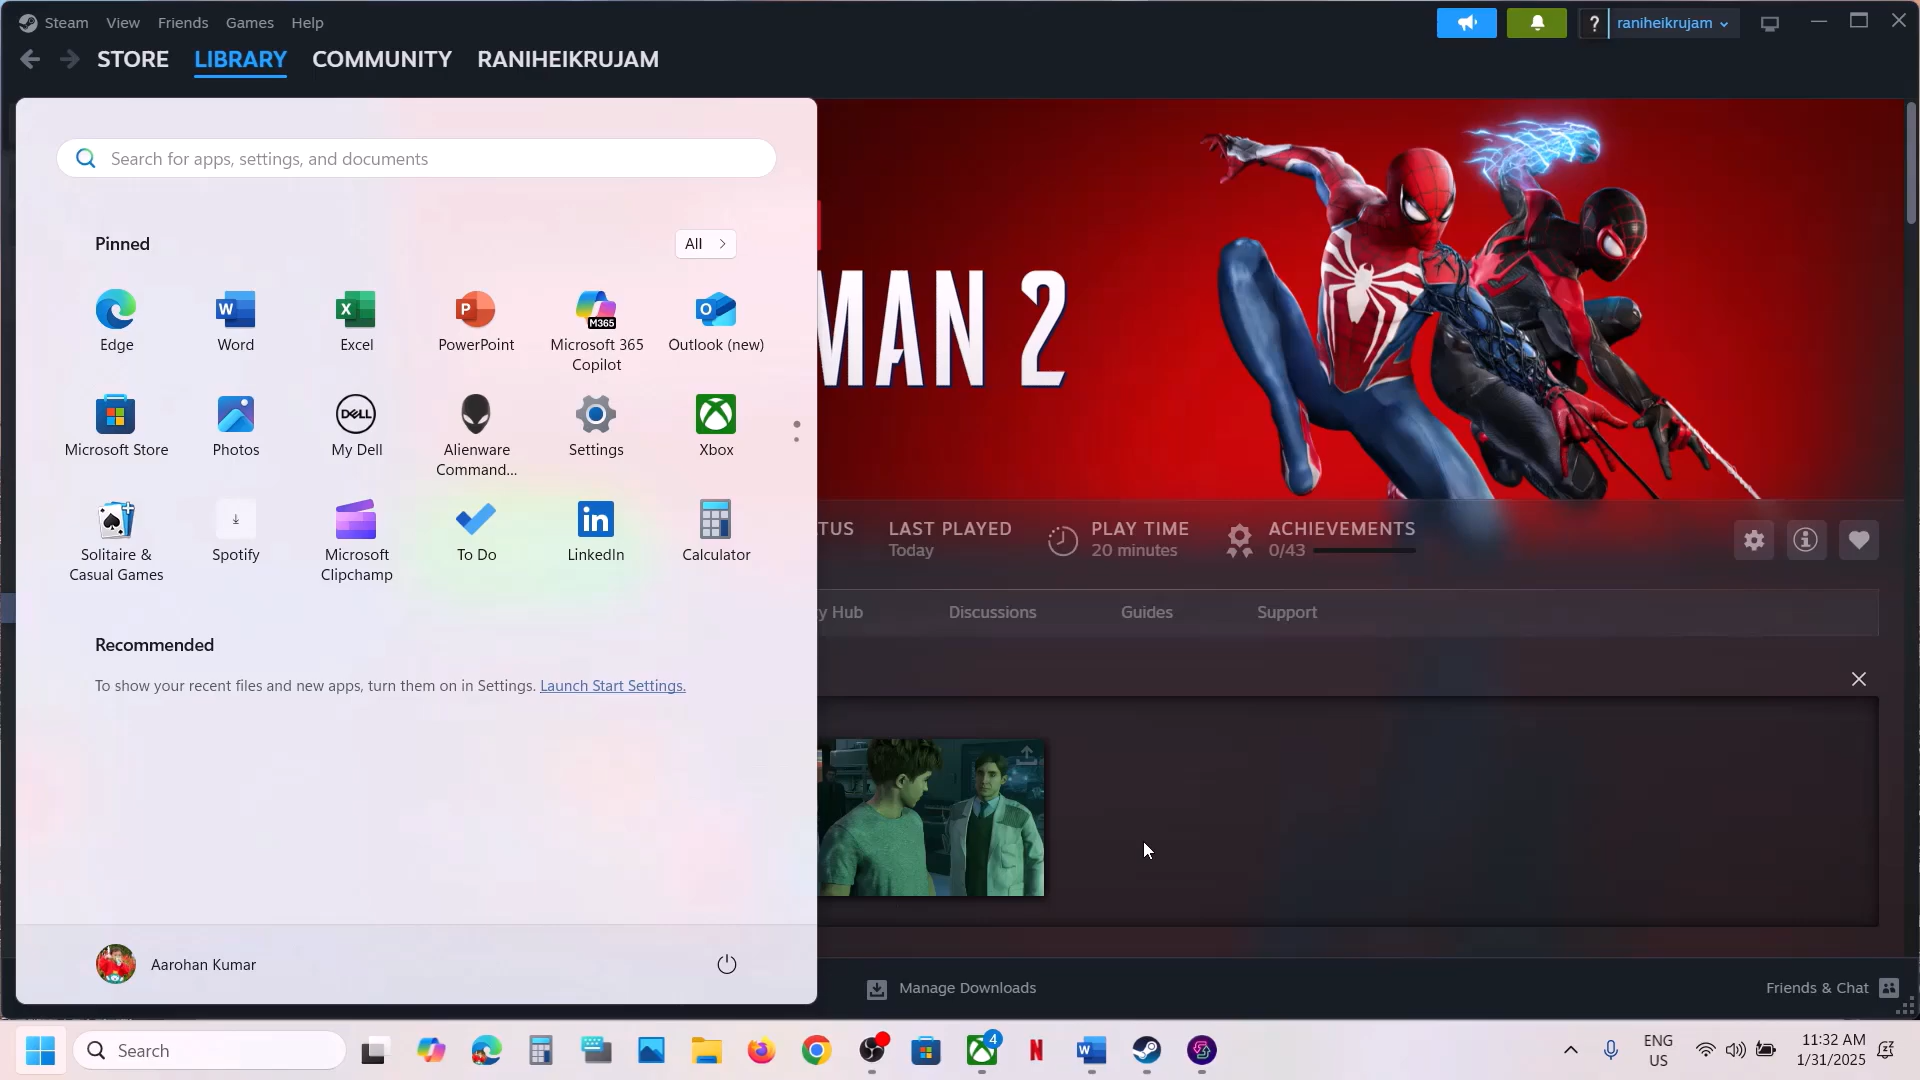 Steam View Friends Games Help
? raniheikrujam
STORE LIBRARY COMMUNITY RANIHEIKRUJAM
Search for apps, settings, and documents
Pinned
All
Edge
Word
Excel
PowerPoint
Microsoft 365
Copilot
Outlook (new)
Microsoft Store
Photos
My Dell
Alienware
Command...
Settings
Xbox
Solitaire &
Casual Games
Spotify
Microsoft
Clipchamp
To Do
LinkedIn
Calculator
Recommended
To show your recent files and new apps, turn them on in Settings. Launch Start Settings.
Aarohan Kumar
MAN 2
TUS
LAST PLAYED
Today
PLAY TIME
20 minutes
ACHIEVEMENTS
0/43
y Hub Discussions Guides Support
Manage Downloads
Friends & Chat
Search
4
ENG
US
11:32 AM
1/31/2025